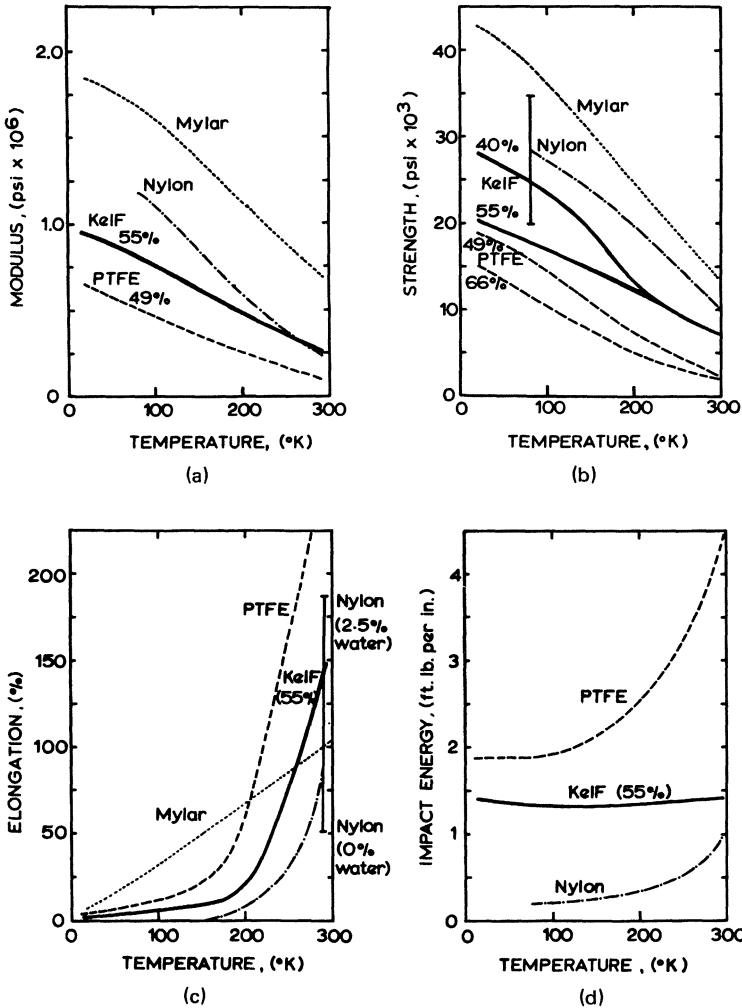 2.0
1.0
0
MODULUS, (psi x 10⁶)
Mylar
Nylon
KelF
55%
PTFE
49%
0
100
200
300
TEMPERATURE, (°K)
(a)
40
30
20
10
0
STRENGTH, (psi x 10³)
Mylar
40%
Nylon
KelF
55%
49%
PTFE
66%
0
100
200
300
TEMPERATURE, (°K)
(b)
200
150
100
50
0
ELONGATION, (%)
PTFE
Nylon
(2·5%
water)
KelF
(55%)
Mylar
Nylon
(0%
water)
0
100
200
300
TEMPERATURE, (°K)
(c)
4
3
2
1
0
IMPACT ENERGY, (ft. lb. per in.)
PTFE
KelF (55%)
Nylon
0
100
200
300
TEMPERATURE, (°K)
(d)